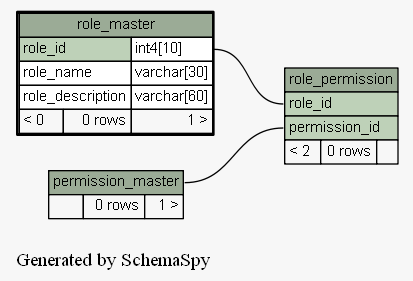 role_master
role_id int4[10]
role_name varchar[30]
role_description varchar[60]
< 0 0 rows 1 >
role_permission
role_id
permission_id
< 2 0 rows
permission_master
0 rows 1 >
Generated by SchemaSpy